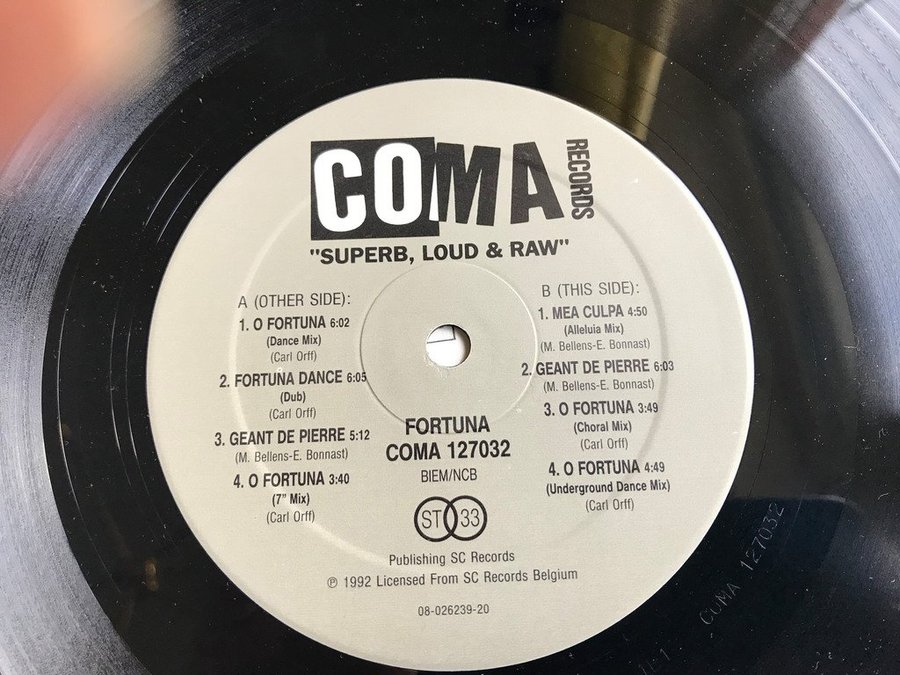 COMA RECORDS
"SUPERB, LOUD & RAW"
A (OTHER SIDE):
1. O FORTUNA 6:02
(Dance Mix)
(Carl Orff)
2. FORTUNA DANCE 6:05
(Dub)
(Carl Orff)
3. GEANT DE PIERRE 5:12
(M. Bellens-E. Bonnast)
4. O FORTUNA 3:40
(7" Mix)
(Carl Orff)
B (THIS SIDE):
1. MEA CULPA 4:50
(Alleluia Mix)
(M. Bellens-E. Bonnast)
2. GEANT DE PIERRE 6:03
(M. Bellens-E. Bonnast)
3. O FORTUNA 3:49
(Choral Mix)
(Carl Orff)
4. O FORTUNA 4:49
(Underground Dance Mix)
(Carl Orff)
FORTUNA
COMA 127032
BIEM/NCB
ST 33
Publishing SC Records
℗ 1992 Licensed From SC Records Belgium
08-026239-20
COMA 127032